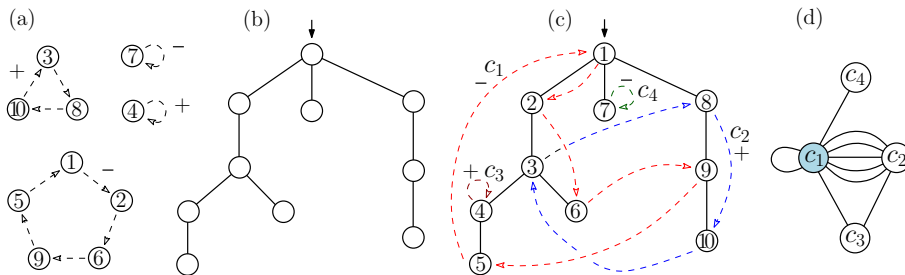 (a) (b) (c) (d)
3 7 −
+
10 8 4 +
1 −
5 2
9 6
1
− c₁
2 7 − c₄ 8
c₂
+
3 9
+ c₃
4 6
5 10
c₄
c₁ c₂
c₃